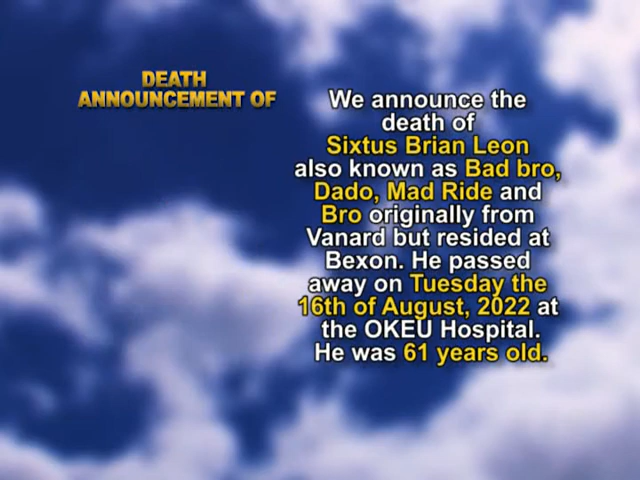 DEATH
ANNOUNCEMENT OF
We announce the
death of
Sixtus Brian Leon
also known as Bad bro,
Dado, Mad Ride and
Bro originally from
Vanard but resided at
Bexon. He passed
away on Tuesday the
16th of August, 2022 at
the OKEU Hospital.
He was 61 years old.